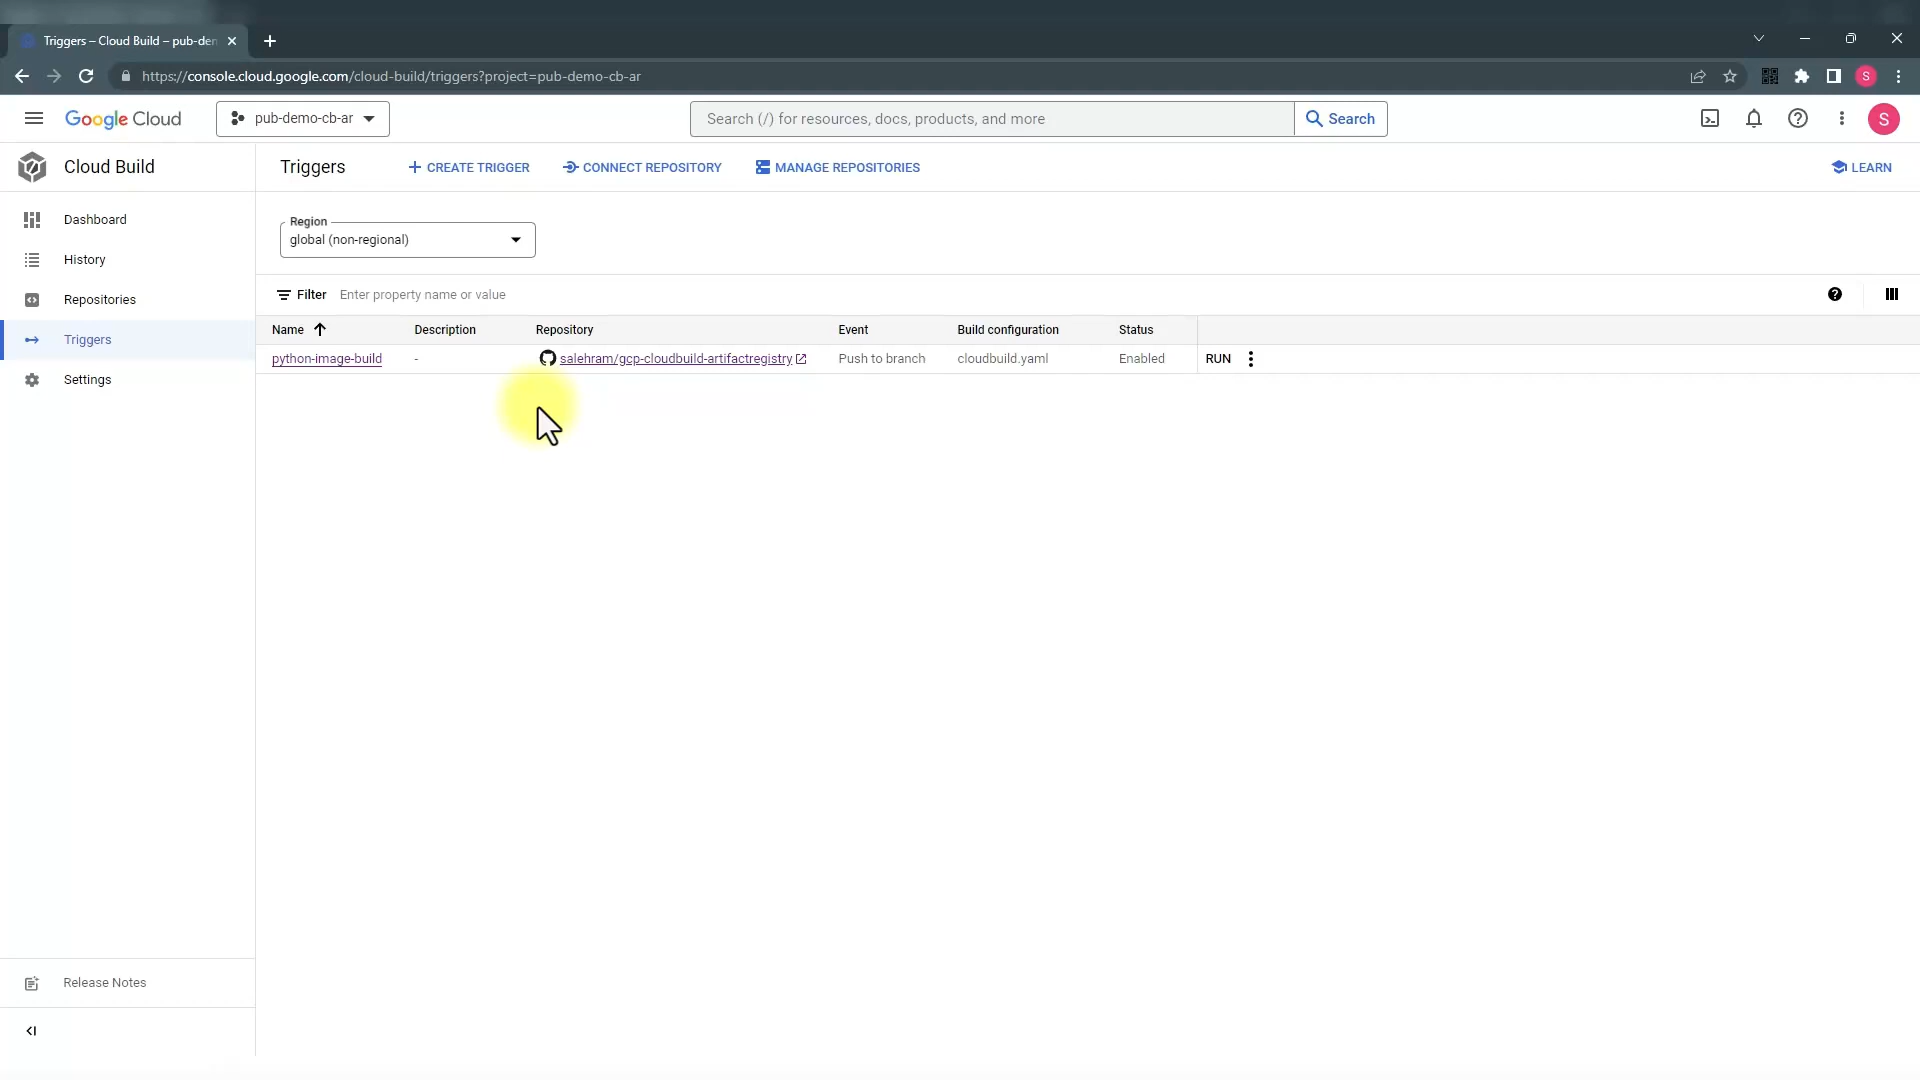 Triggers – Cloud Build – pub-den
https://console.cloud.google.com/cloud-build/triggers?project=pub-demo-cb-ar
S
Google Cloud
pub-demo-cb-ar
Search (/) for resources, docs, products, and more
Search
S
Cloud Build
Triggers
CREATE TRIGGER
CONNECT REPOSITORY
MANAGE REPOSITORIES
LEARN
Dashboard
History
Repositories
Triggers
Settings
Region
global (non-regional)
Filter Enter property name or value
Name Description Repository Event Build configuration Status
python-image-build - salehram/gcp-cloudbuild-artifactregistry Push to branch cloudbuild.yaml Enabled RUN
Release Notes